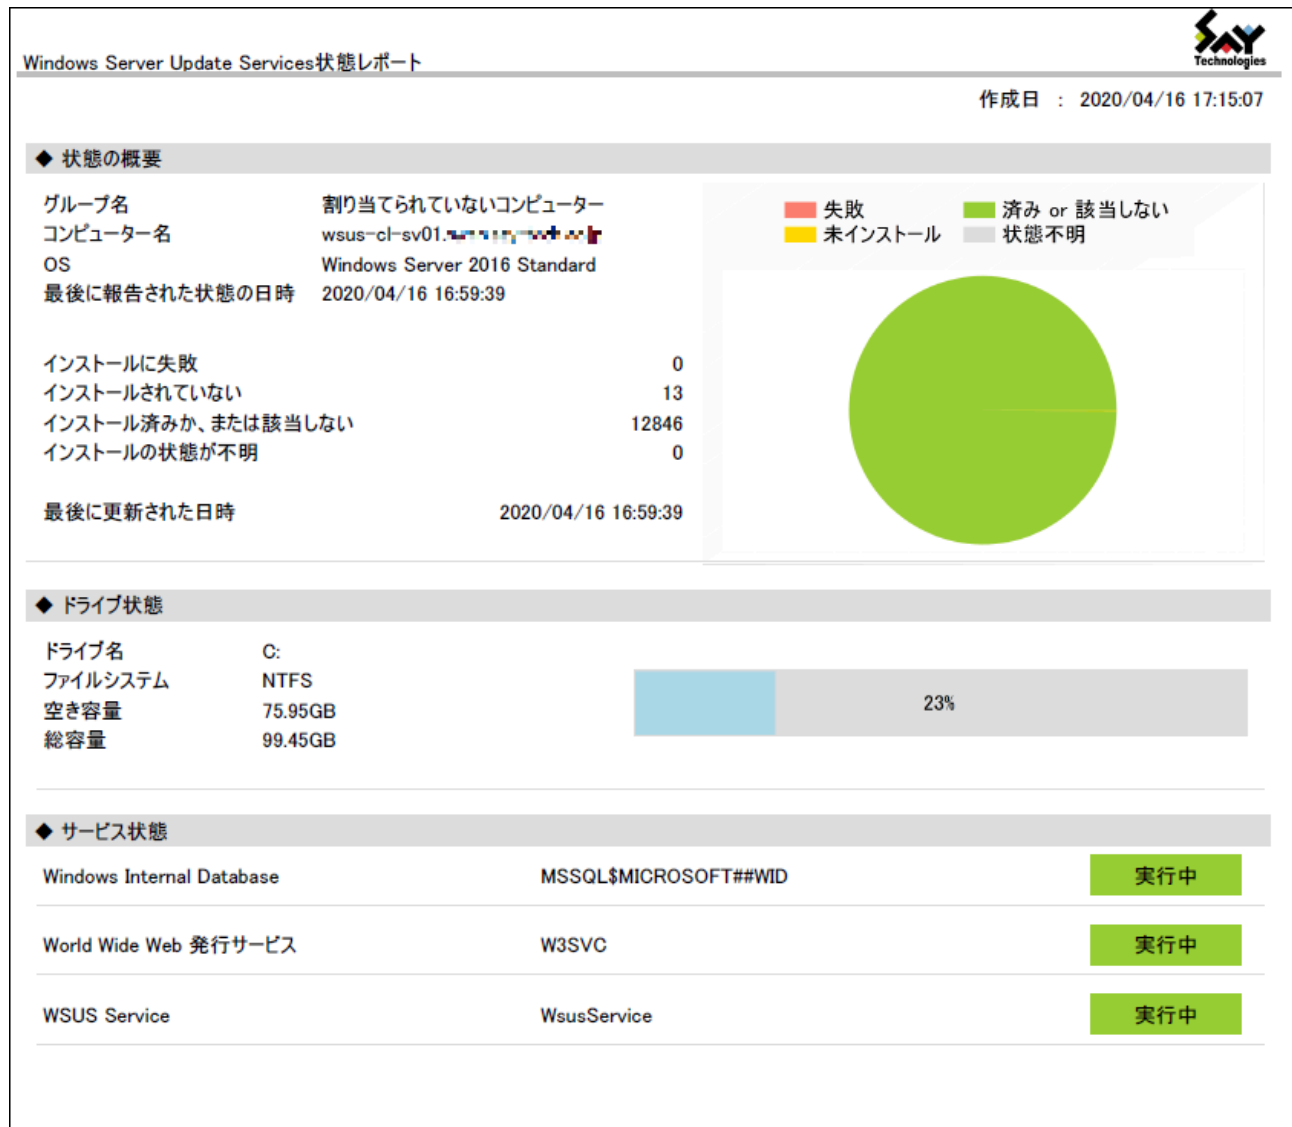 SAY
Technologies
Windows Server Update Services状態レポート
作成日 : 2020/04/16 17:15:07
◆ 状態の概要
グループ名 割り当てられていないコンピューター
コンピューター名 wsus-cl-sv01.
OS Windows Server 2016 Standard
最後に報告された状態の日時 2020/04/16 16:59:39
失敗 済み or 該当しない
未インストール 状態不明
インストールに失敗 0
インストールされていない 13
インストール済みか、または該当しない 12846
インストールの状態が不明 0
最後に更新された日時 2020/04/16 16:59:39
◆ ドライブ状態
ドライブ名 C:
ファイルシステム NTFS
空き容量 75.95GB
総容量 99.45GB
23%
◆ サービス状態
Windows Internal Database MSSQL$MICROSOFT##WID 実行中
World Wide Web 発行サービス W3SVC 実行中
WSUS Service WsusService 実行中